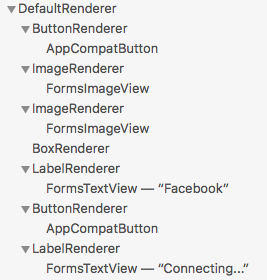 DefaultRenderer
ButtonRenderer
AppCompatButton
ImageRenderer
FormsImageView
ImageRenderer
FormsImageView
BoxRenderer
LabelRenderer
FormsTextView — “Facebook”
ButtonRenderer
AppCompatButton
LabelRenderer
FormsTextView — “Connecting...”